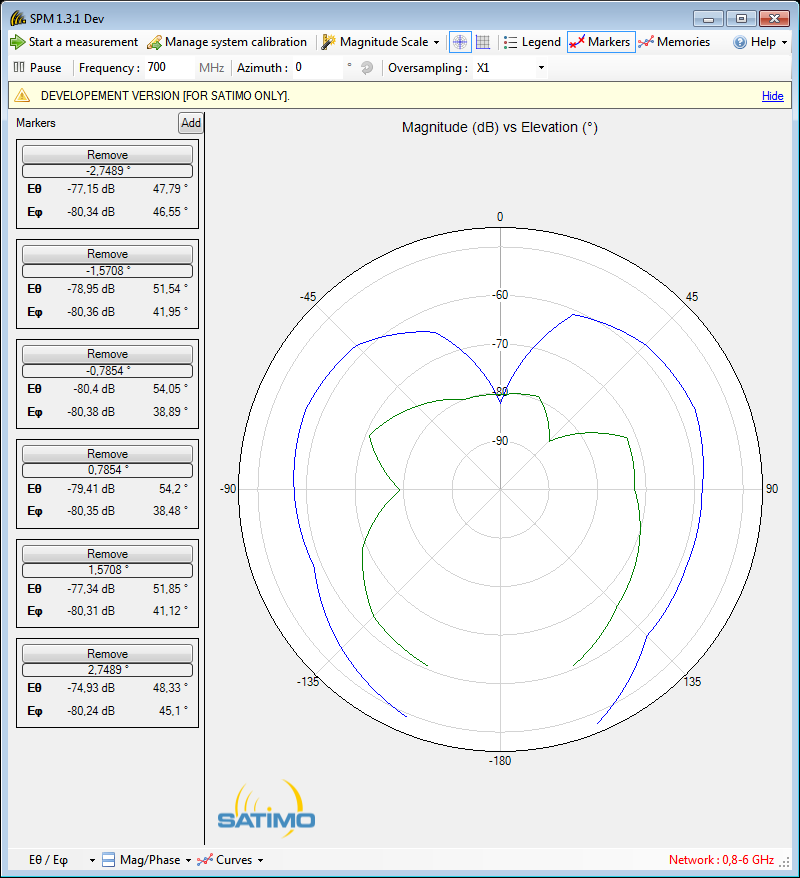 SPM 1.3.1 Dev
Start a measurement Manage system calibration Magnitude Scale Legend Markers Memories Help
Pause Frequency : 700 MHz Azimuth : 0 ° Oversampling : X1
DEVELOPEMENT VERSION [FOR SATIMO ONLY]. Hide
Markers Add
Remove
-2,7489 °
Eθ -77,15 dB 47,79 °
Eφ -80,34 dB 46,55 °
Remove
-1,5708 °
Eθ -78,95 dB 51,54 °
Eφ -80,36 dB 41,95 °
Remove
-0,7854 °
Eθ -80,4 dB 54,05 °
Eφ -80,38 dB 38,89 °
Remove
0,7854 °
Eθ -79,41 dB 54,2 °
Eφ -80,35 dB 38,48 °
Remove
1,5708 °
Eθ -77,34 dB 51,85 °
Eφ -80,31 dB 41,12 °
Remove
2,7489 °
Eθ -74,93 dB 48,33 °
Eφ -80,24 dB 45,1 °
Magnitude (dB) vs Elevation (°)
0
-45 -60 45
-70
-80
-90
-90 90
-135 135
-180
SATIMO
Eθ / Eφ Mag/Phase Curves Network : 0,8-6 GHz